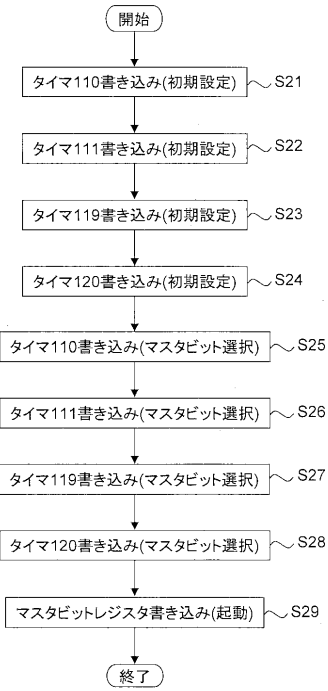 開始
タイマ110書き込み(初期設定) S21
タイマ111書き込み(初期設定) S22
タイマ119書き込み(初期設定) S23
タイマ120書き込み(初期設定) S24
タイマ110書き込み(マスタビット選択) S25
タイマ111書き込み(マスタビット選択) S26
タイマ119書き込み(マスタビット選択) S27
タイマ120書き込み(マスタビット選択) S28
マスタビットレジスタ書き込み(起動) S29
終了